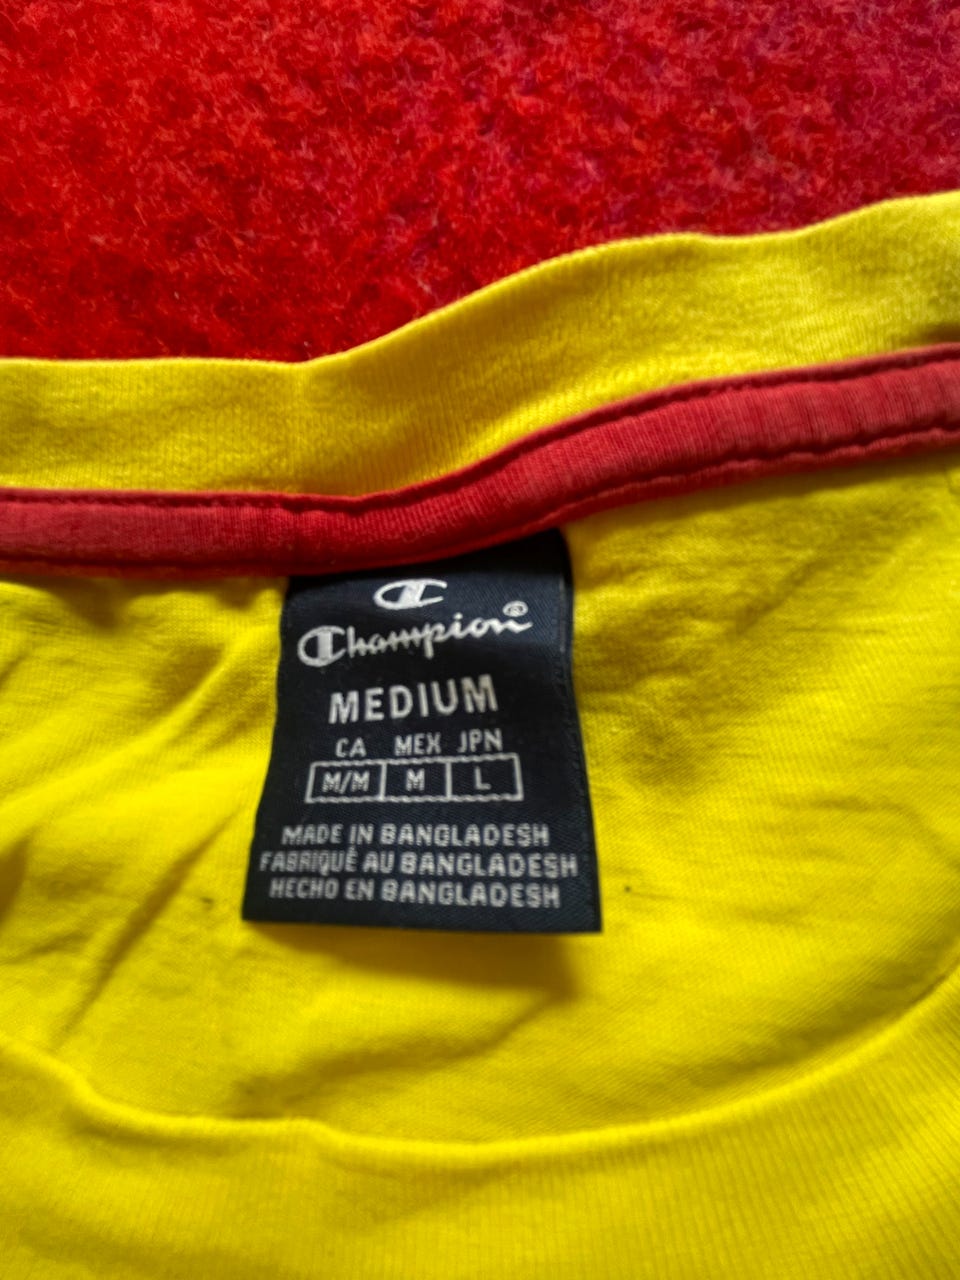 Champion®
MEDIUM
CA MEX JPN
M/M M L
MADE IN BANGLADESH
FABRIQUÉ AU BANGLADESH
HECHO EN BANGLADESH